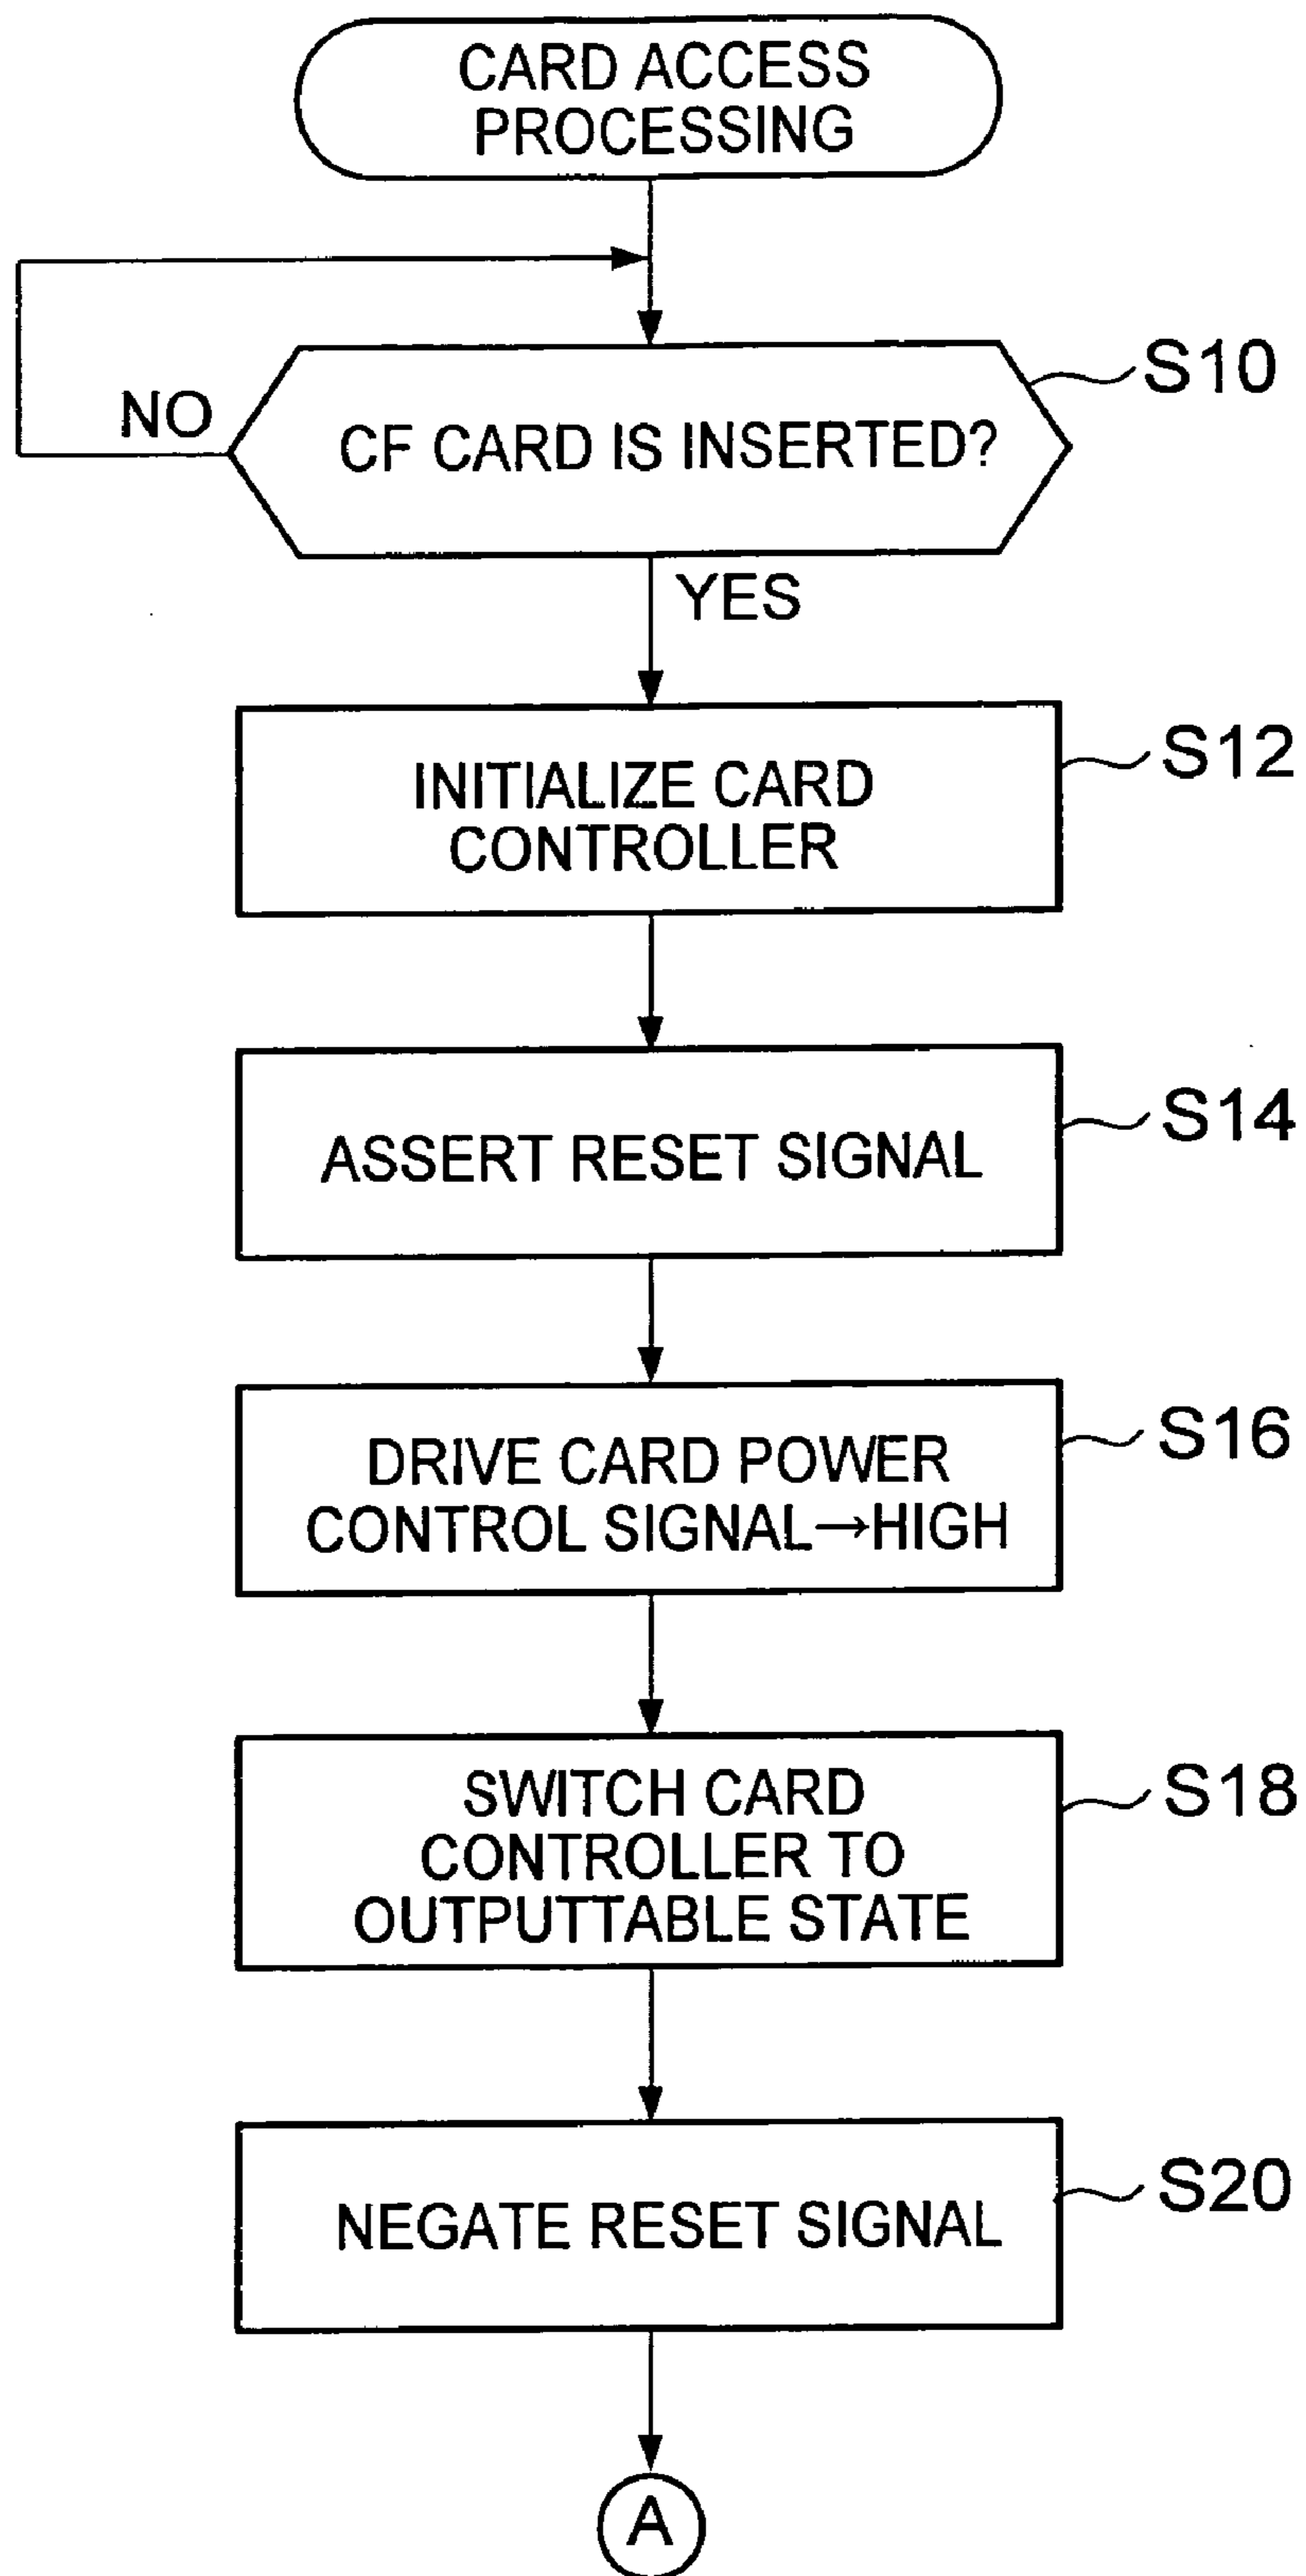 CARD ACCESS
PROCESSING
S10
NO
CF CARD IS INSERTED?
YES
S12
INITIALIZE CARD
CONTROLLER
S14
ASSERT RESET SIGNAL
S16
DRIVE CARD POWER
CONTROL SIGNAL→HIGH
S18
SWITCH CARD
CONTROLLER TO
OUTPUTTABLE STATE
S20
NEGATE RESET SIGNAL
A